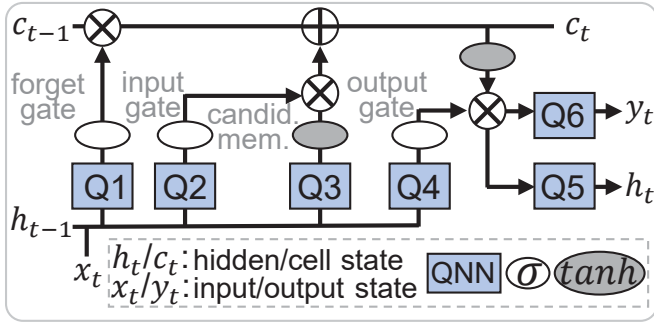 c_{t-1} c_t
forget gate
input gate
candid. mem.
output gate
Q6 y_t
Q1 Q2 Q3 Q4 Q5 h_t
h_{t-1}
x_t
h_t/c_t: hidden/cell state
x_t/y_t: input/output state
QNN σ tanh